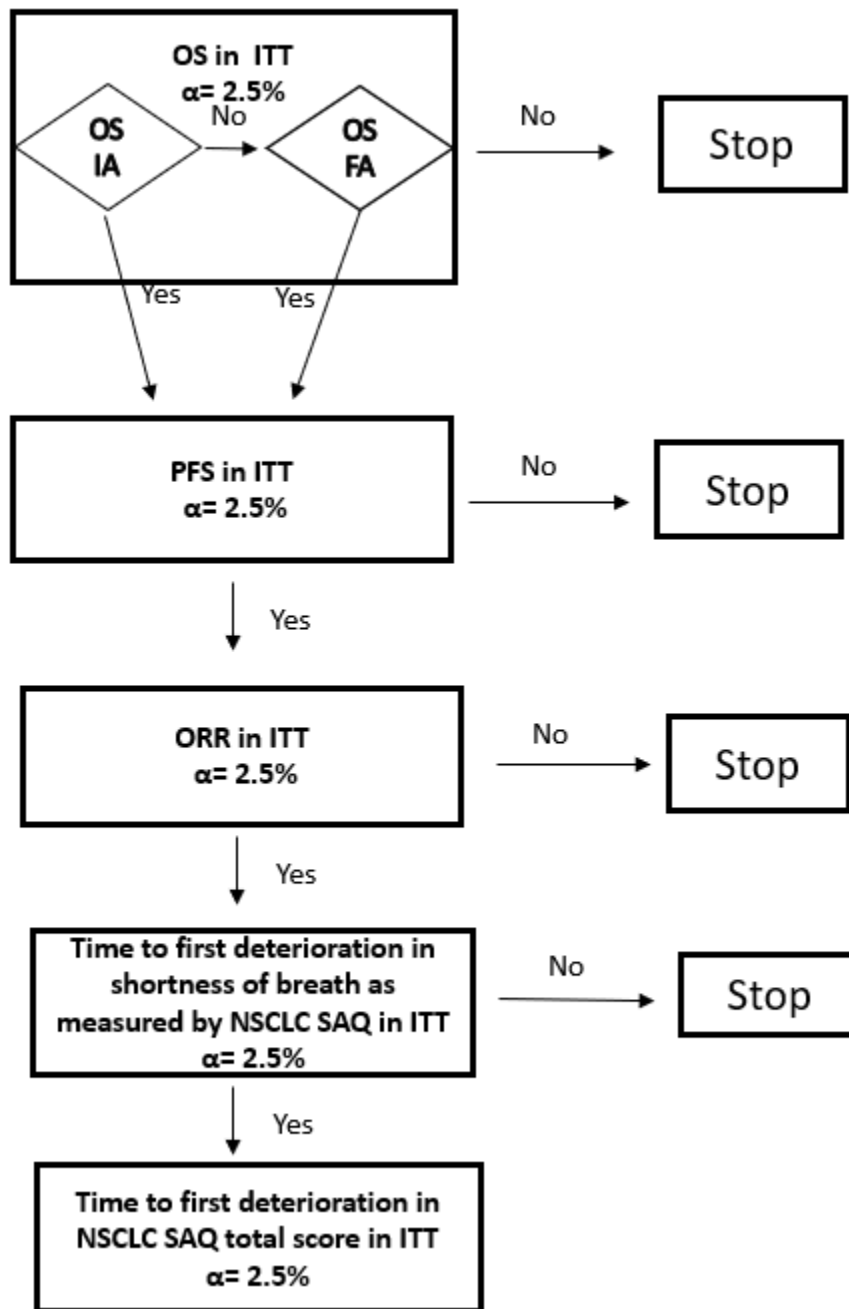 OS in ITT
α= 2.5%
No
OS
IA
OS
FA
No
Stop
Yes
Yes
PFS in ITT
α= 2.5%
No
Stop
Yes
ORR in ITT
α= 2.5%
No
Stop
Yes
Time to first deterioration in
shortness of breath as
measured by NSCLC SAQ in ITT
α= 2.5%
No
Stop
Yes
Time to first deterioration in
NSCLC SAQ total score in ITT
α= 2.5%